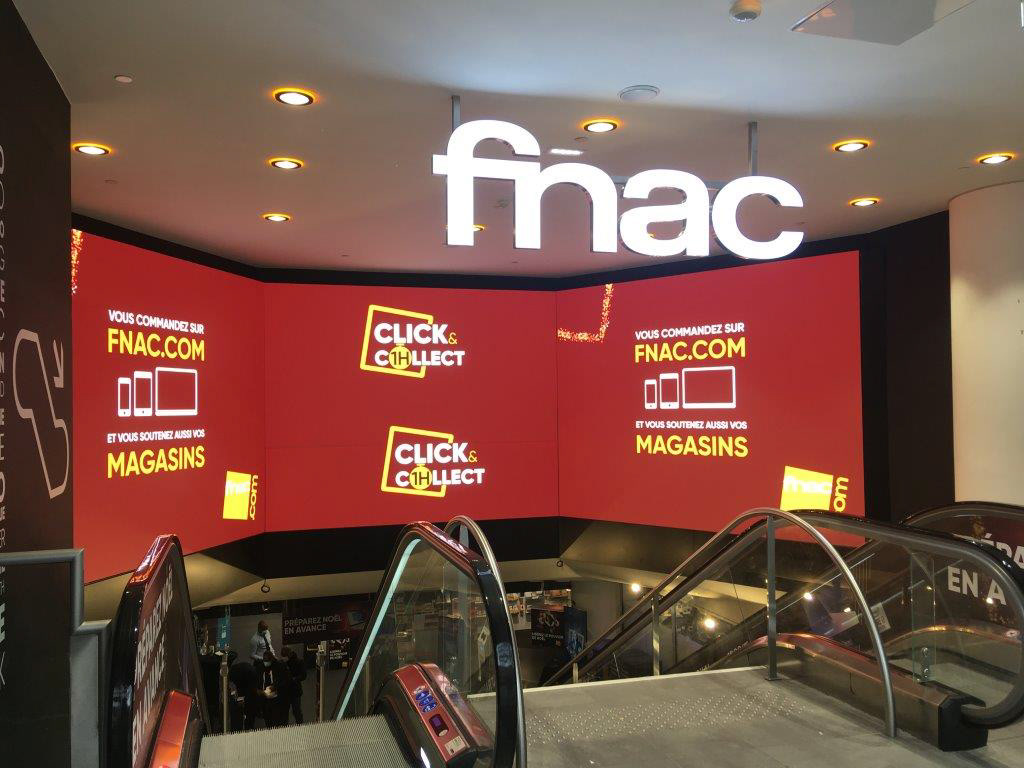 fnac
VOUS COMMANDEZ SUR
FNAC.COM
ET VOUS SOUTENEZ AUSSI VOS
MAGASINS
fnac.com
CLICK&
C1HLLECT
CLICK&
C1HLLECT
VOUS COMMANDEZ SUR
FNAC.COM
ET VOUS SOUTENEZ AUSSI VOS
MAGASINS
fnac.com
PRÉPAREZ NOËL
EN AVANCE
EN A